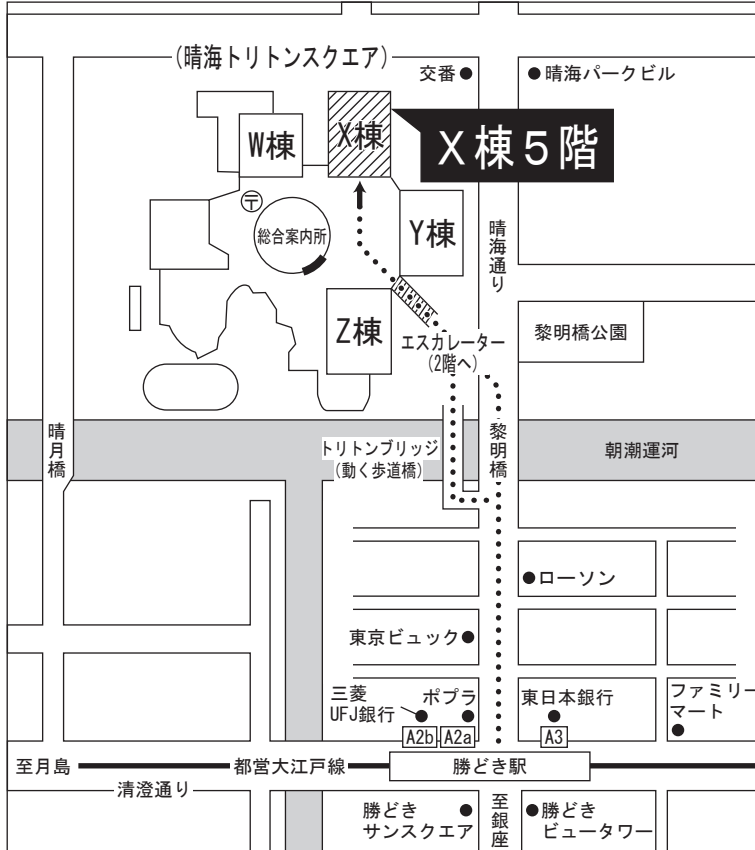 (晴海トリトンスクエア)
交番
晴海パークビル
W棟
X棟
X棟5階
〒
総合案内所
Y棟
晴海通り
Z棟
エスカレーター
(2階へ)
黎明橋公園
晴月橋
トリトンブリッジ
(動く歩道橋)
黎明橋
朝潮運河
ローソン
東京ビュック
三菱
UFJ銀行
ポプラ
東日本銀行
ファミリー
マート
A2b
A2a
A3
至月島
都営大江戸線
勝どき駅
清澄通り
勝どき
サンスクエア
至銀座
勝どき
ビュータワー